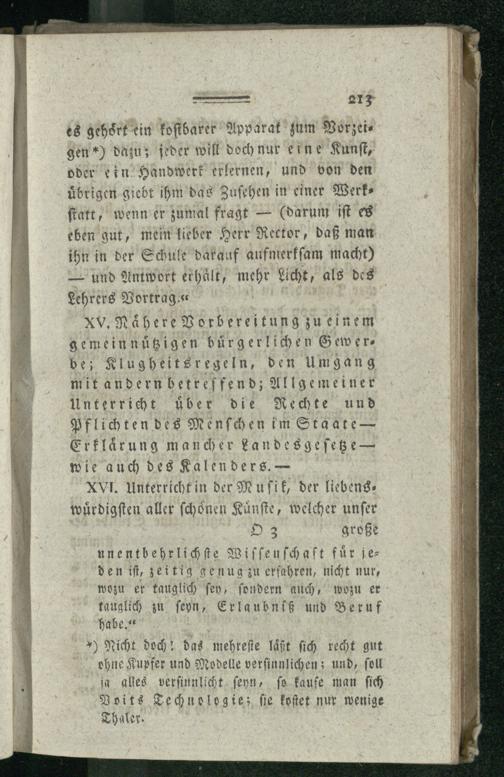 213
es gehört ein kostbarer Apparat zum Vorzei-
gen*) dazu; jeder will doch nur eine Kunst,
oder ein Handwerk erlernen, und von den
übrigen giebt ihm das Zusehen in einer Werk-
statt, wenn er zumal fragt — (darum ist es
eben gut, mein lieber Herr Rector, daß man
ihn in der Schule darauf aufmerksam macht)
— und Antwort erhält, mehr Licht, als des
Lehrers Vortrag.“
XV. Nähere Vorbereitung zu einem
gemeinnützigen bürgerlichen Gewer-
be; Klugheitsregeln, den Umgang
mit andern betreffend; Allgemeiner
Unterricht über die Rechte und
Pflichten des Menschen im Staate—
Erklärung mancher Landesgesetze—
wie auch des Kalenders. —
XVI. Unterricht in der Musik, der liebens-
würdigsten aller schönen Künste, welcher unser
O 3 große
unentbehrlichste Wissenschaft für je-
den ist, zeitig genug zu erfahren, nicht nur,
wozu er tauglich sey, sondern auch, wozu er
tauglich zu seyn, Erlaubniß und Beruf
habe.“
*) Nicht doch! das mehreste läßt sich recht gut
ohne Kupfer und Modelle versinnlichen; und, soll
ja alles versinnlicht seyn, so kaufe man sich
Voits Technologie; sie kostet nur wenige
Thaler.